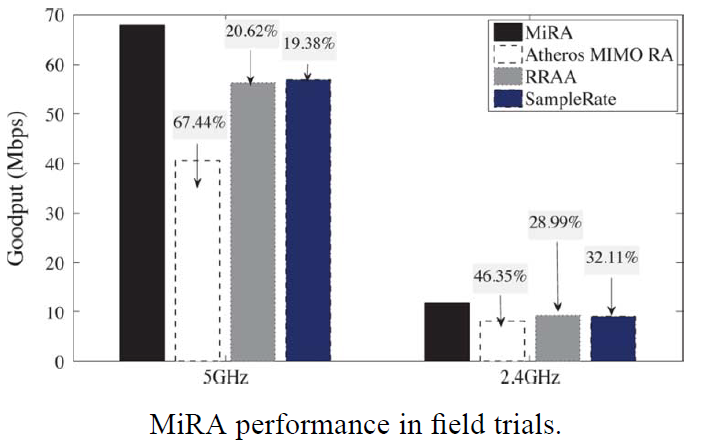 70
60
50
40
30
20
10
0
Goodput (Mbps)
67.44%
20.62%
19.38%
46.35%
28.99%
32.11%
MiRA
Atheros MIMO RA
RRAA
SampleRate
5GHz
2.4GHz
MiRA performance in field trials.